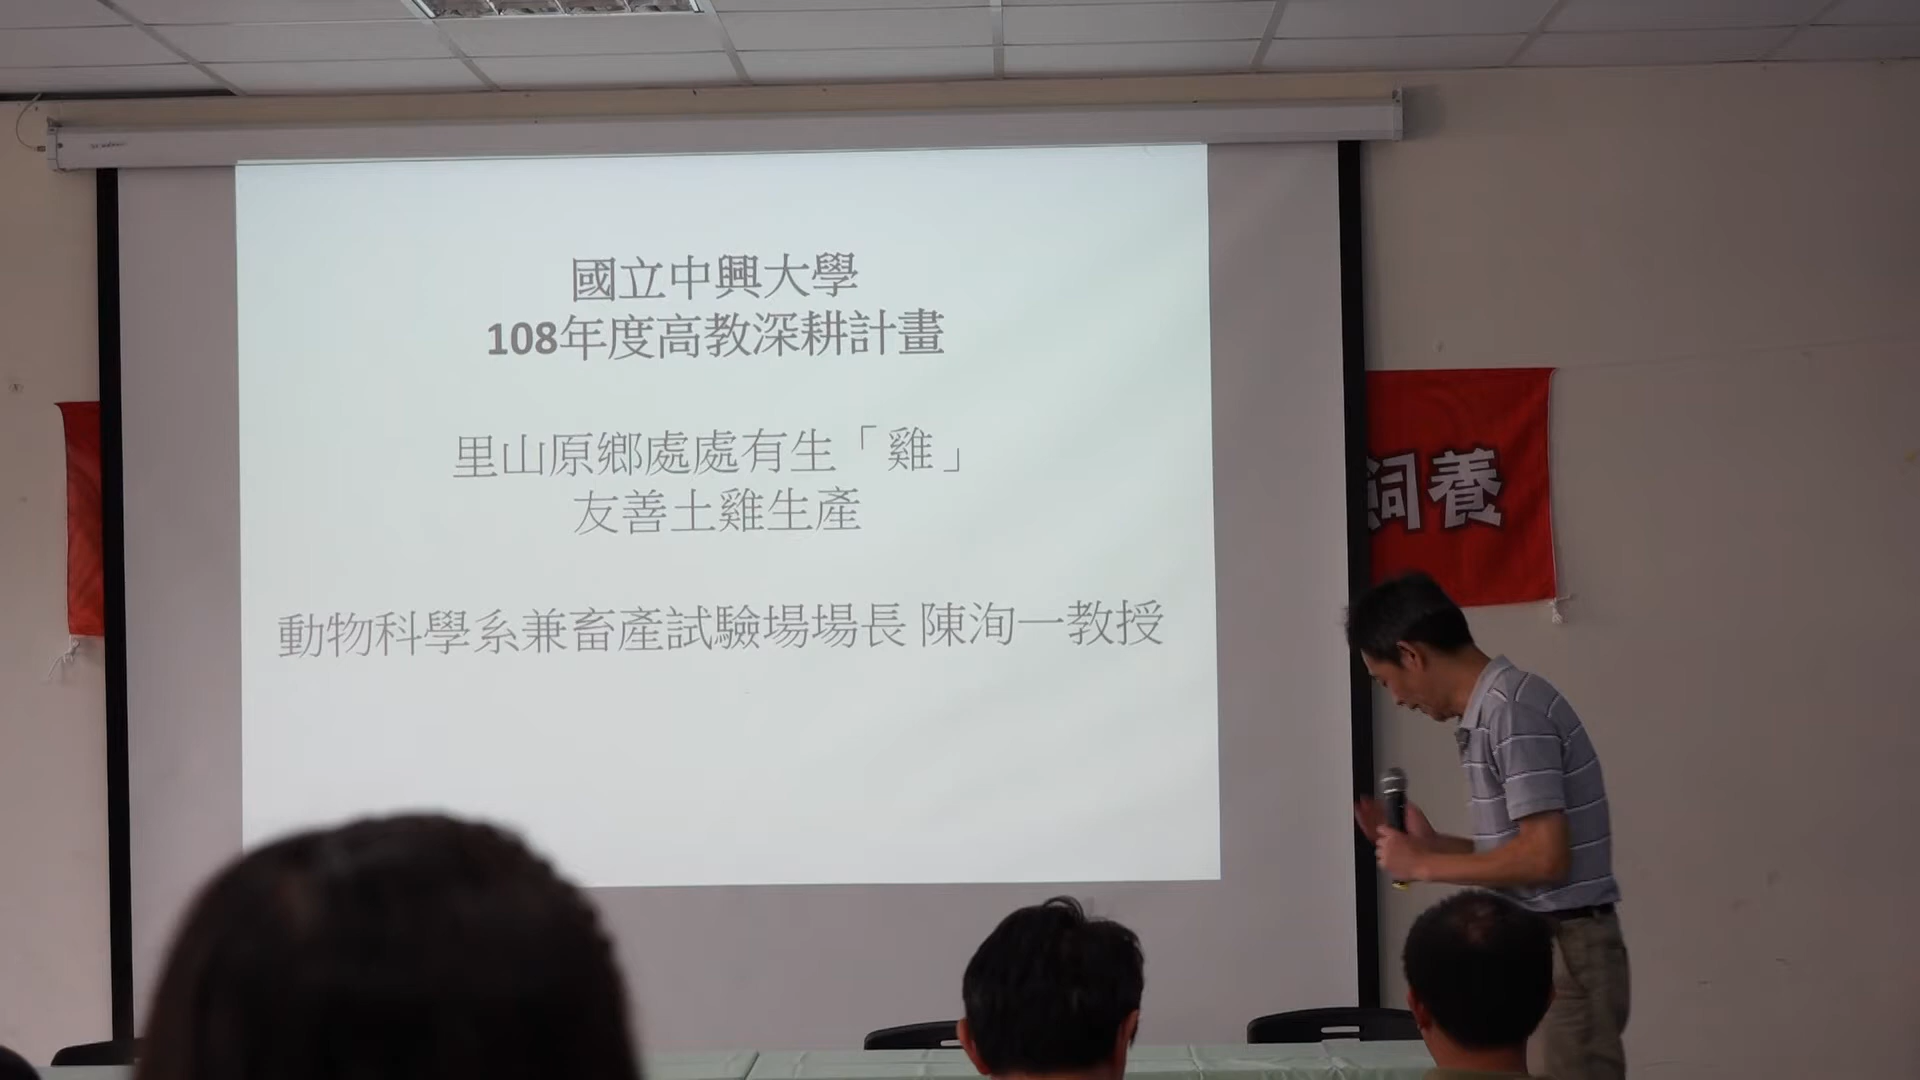 國立中興大學
108年度高教深耕計畫
里山原鄉處處有生「雞」
友善土雞生產
動物科學系兼畜產試驗場場長 陳洵一教授
飼養